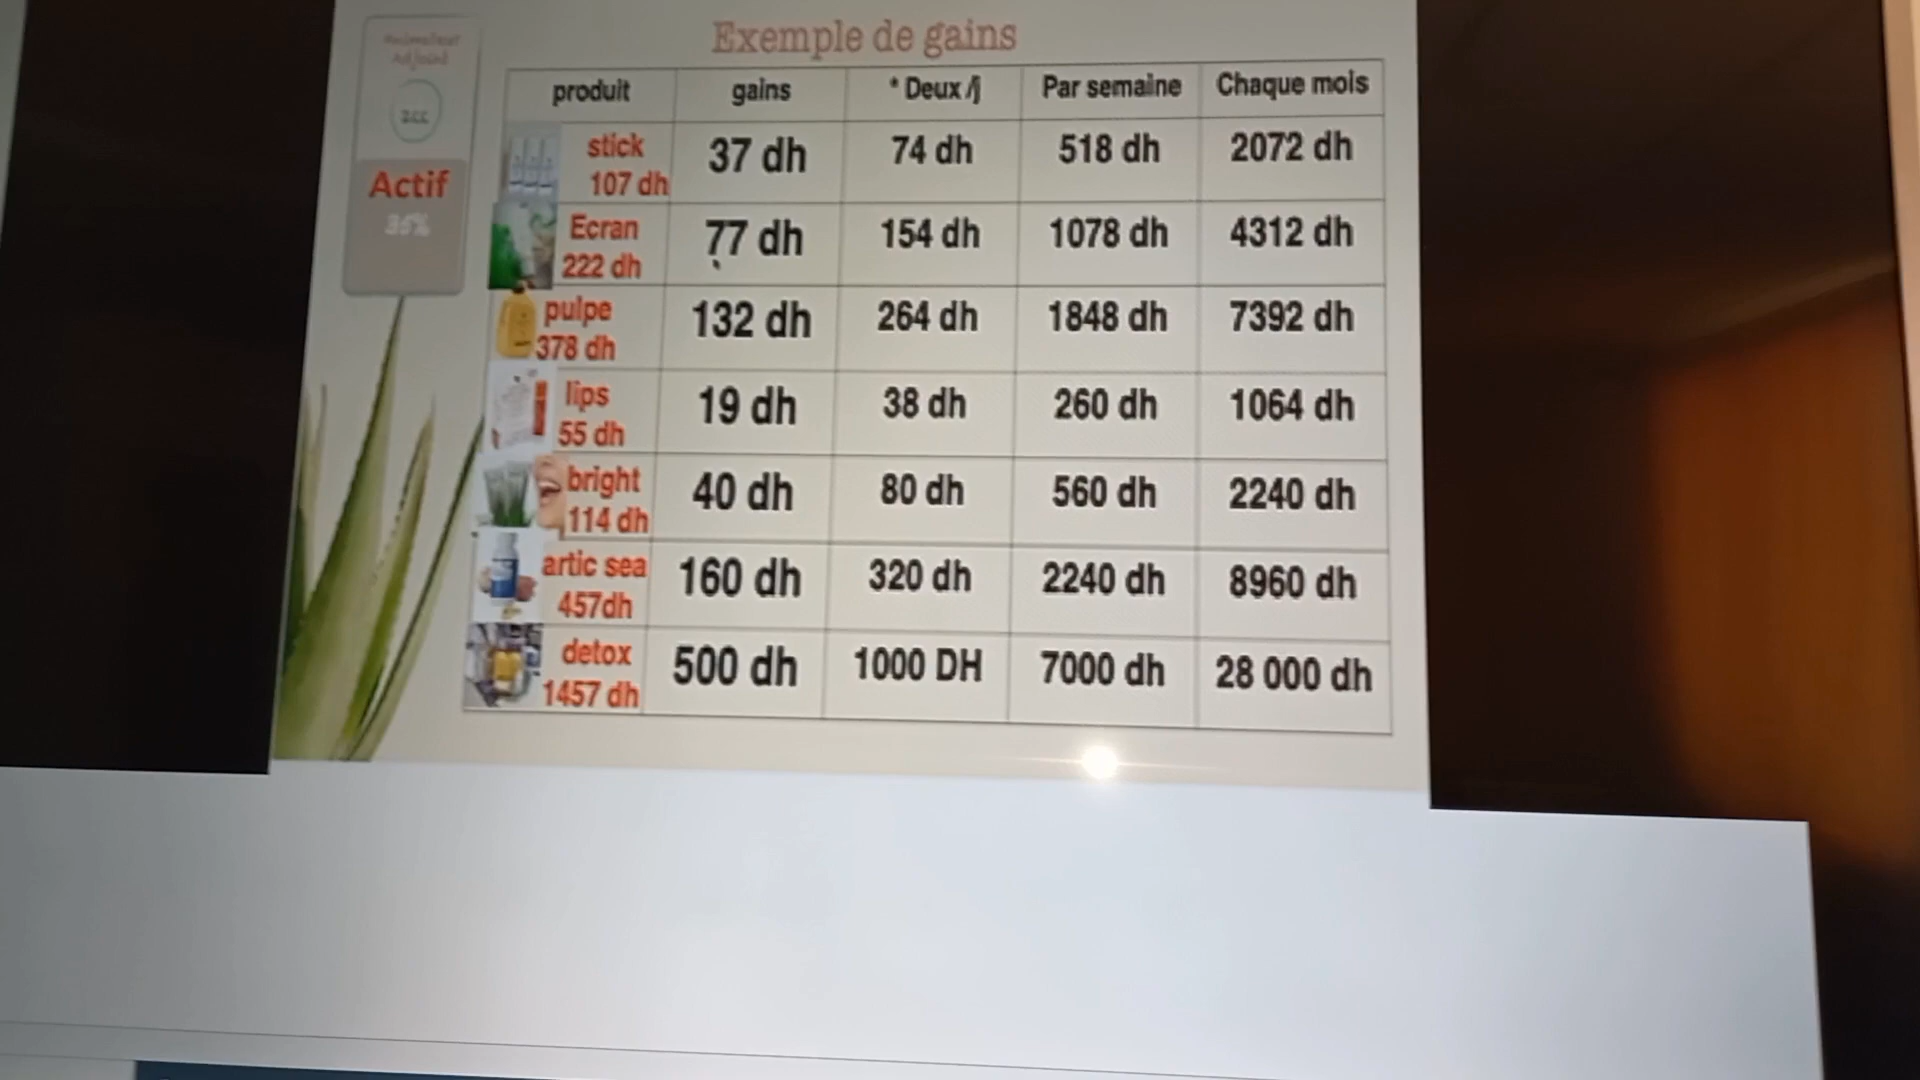 Exemple de gains
Animateur
Adjoint
2cc
Actif
35%
produit gains * Deux /j Par semaine Chaque mois
stick
107 dh 37 dh 74 dh 518 dh 2072 dh
Ecran
222 dh 77 dh 154 dh 1078 dh 4312 dh
pulpe
378 dh 132 dh 264 dh 1848 dh 7392 dh
lips
55 dh 19 dh 38 dh 260 dh 1064 dh
bright
114 dh 40 dh 80 dh 560 dh 2240 dh
artic sea
457dh 160 dh 320 dh 2240 dh 8960 dh
detox
1457 dh 500 dh 1000 DH 7000 dh 28 000 dh